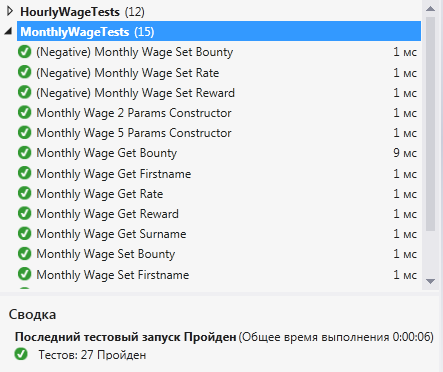 HourlyWageTests (12)
MonthlyWageTests (15)
(Negative) Monthly Wage Set Bounty 1 мс
(Negative) Monthly Wage Set Rate 1 мс
(Negative) Monthly Wage Set Reward 1 мс
Monthly Wage 2 Params Constructor 1 мс
Monthly Wage 5 Params Constructor 1 мс
Monthly Wage Get Bounty 9 мс
Monthly Wage Get Firstname 1 мс
Monthly Wage Get Rate 1 мс
Monthly Wage Get Reward 1 мс
Monthly Wage Get Surname 1 мс
Monthly Wage Set Bounty 1 мс
Monthly Wage Set Firstname 1 мс
Сводка
Последний тестовый запуск Пройден (Общее время выполнения 0:00:06)
Тестов: 27 Пройден